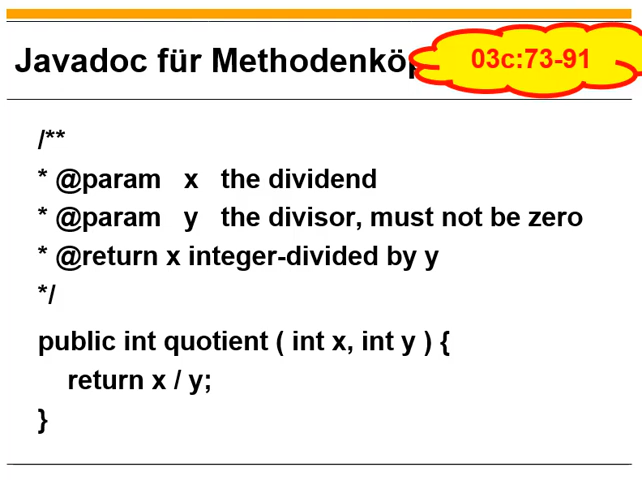 Javadoc für Methodenköp
03c:73-91
/**
* @param x the dividend
* @param y the divisor, must not be zero
* @return x integer-divided by y
*/
public int quotient ( int x, int y ) {
return x / y;
}